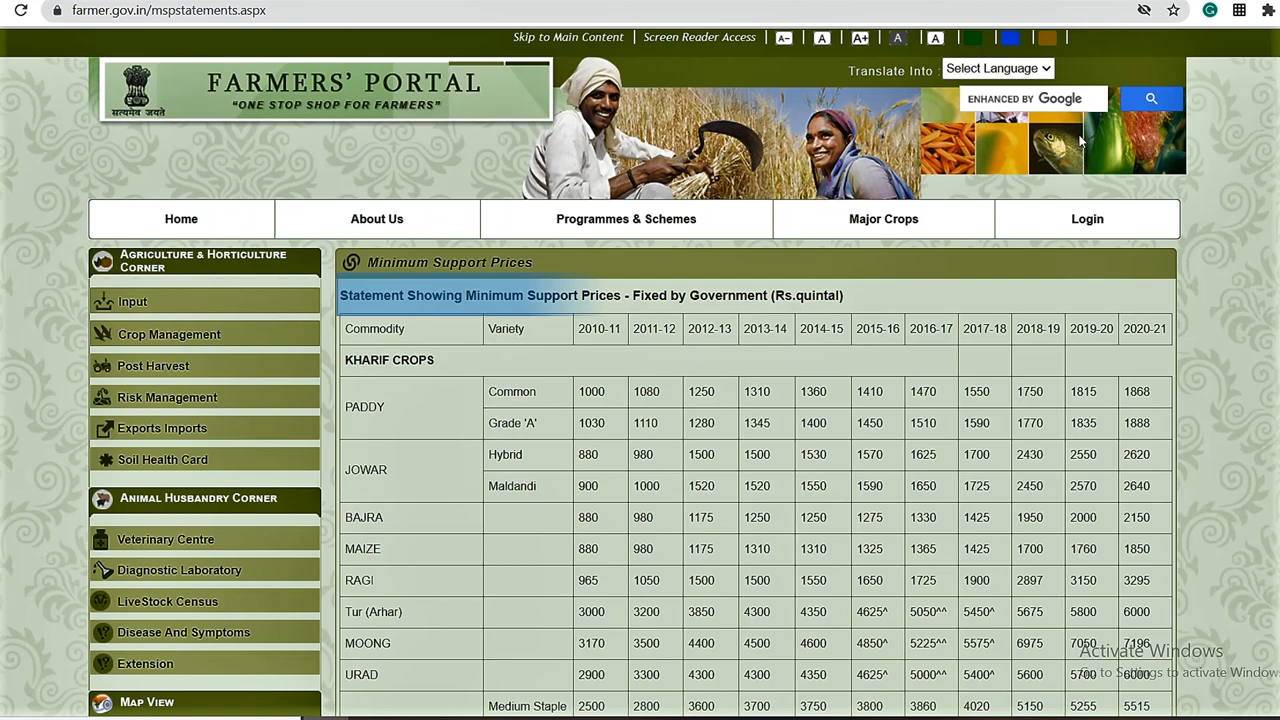 farmer.gov.in/mspstatements.aspx
Skip to Main Content | Screen Reader Access | A- | A | A+ | A | A
FARMERS' PORTAL
"ONE STOP SHOP FOR FARMERS"
सत्यमेव जयते
Translate Into : Select Language
ENHANCED BY Google
Home About Us Programmes & Schemes Major Crops Login
AGRICULTURE & HORTICULTURE
CORNER
Input
Crop Management
Post Harvest
Risk Management
Exports Imports
Soil Health Card
ANIMAL HUSBANDRY CORNER
Veterinary Centre
Diagnostic Laboratory
LiveStock Census
Disease And Symptoms
Extension
MAP VIEW
Minimum Support Prices
Statement Showing Minimum Support Prices - Fixed by Government (Rs.quintal)
Commodity Variety 2010-11 2011-12 2012-13 2013-14 2014-15 2015-16 2016-17 2017-18 2018-19 2019-20 2020-21
KHARIF CROPS
PADDY Common 1000 1080 1250 1310 1360 1410 1470 1550 1750 1815 1868
Grade 'A' 1030 1110 1280 1345 1400 1450 1510 1590 1770 1835 1888
JOWAR Hybrid 880 980 1500 1500 1530 1570 1625 1700 2430 2550 2620
Maldandi 900 1000 1520 1520 1550 1590 1650 1725 2450 2570 2640
BAJRA 880 980 1175 1250 1250 1275 1330 1425 1950 2000 2150
MAIZE 880 980 1175 1310 1310 1325 1365 1425 1700 1760 1850
RAGI 965 1050 1500 1500 1550 1650 1725 1900 2897 3150 3295
Tur (Arhar) 3000 3200 3850 4300 4350 4625^ 5050^^ 5450^ 5675 5800 6000
MOONG 3170 3500 4400 4500 4600 4850^ 5225^^ 5575^ 6975 7050 7196
URAD 2900 3300 4300 4300 4350 4625^ 5000^^ 5400^ 5600 5700 6000
Medium Staple 2500 2800 3600 3700 3750 3800 3860 4020 5150 5255 5515
Activate Windows
Go to Settings to activate Windows